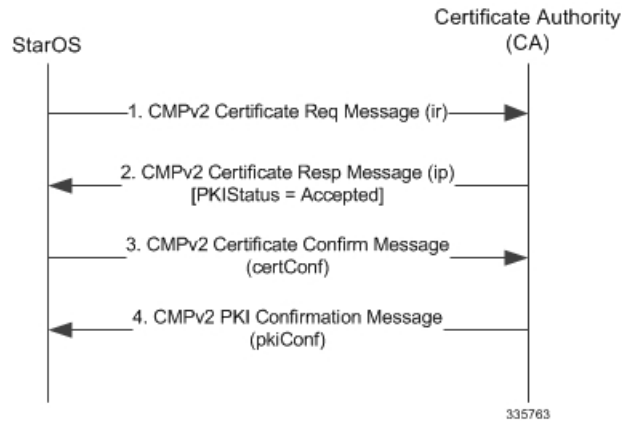 StarOS
Certificate Authority
(CA)
1. CMPv2 Certificate Req Message (ir)
2. CMPv2 Certificate Resp Message (ip)
[PKIStatus = Accepted]
3. CMPv2 Certificate Confirm Message
(certConf)
4. CMPv2 PKI Confirmation Message
(pkiConf)
335763